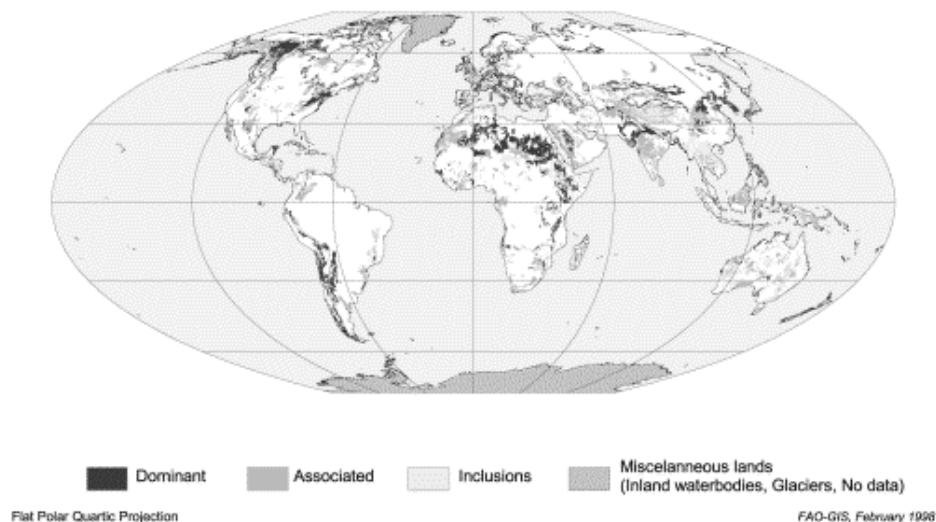 Dominant
Associated
Inclusions
Miscelanneous lands
(Inland waterbodies, Glaciers, No data)
Flat Polar Quartic Projection
FAO-GIS, February 1998